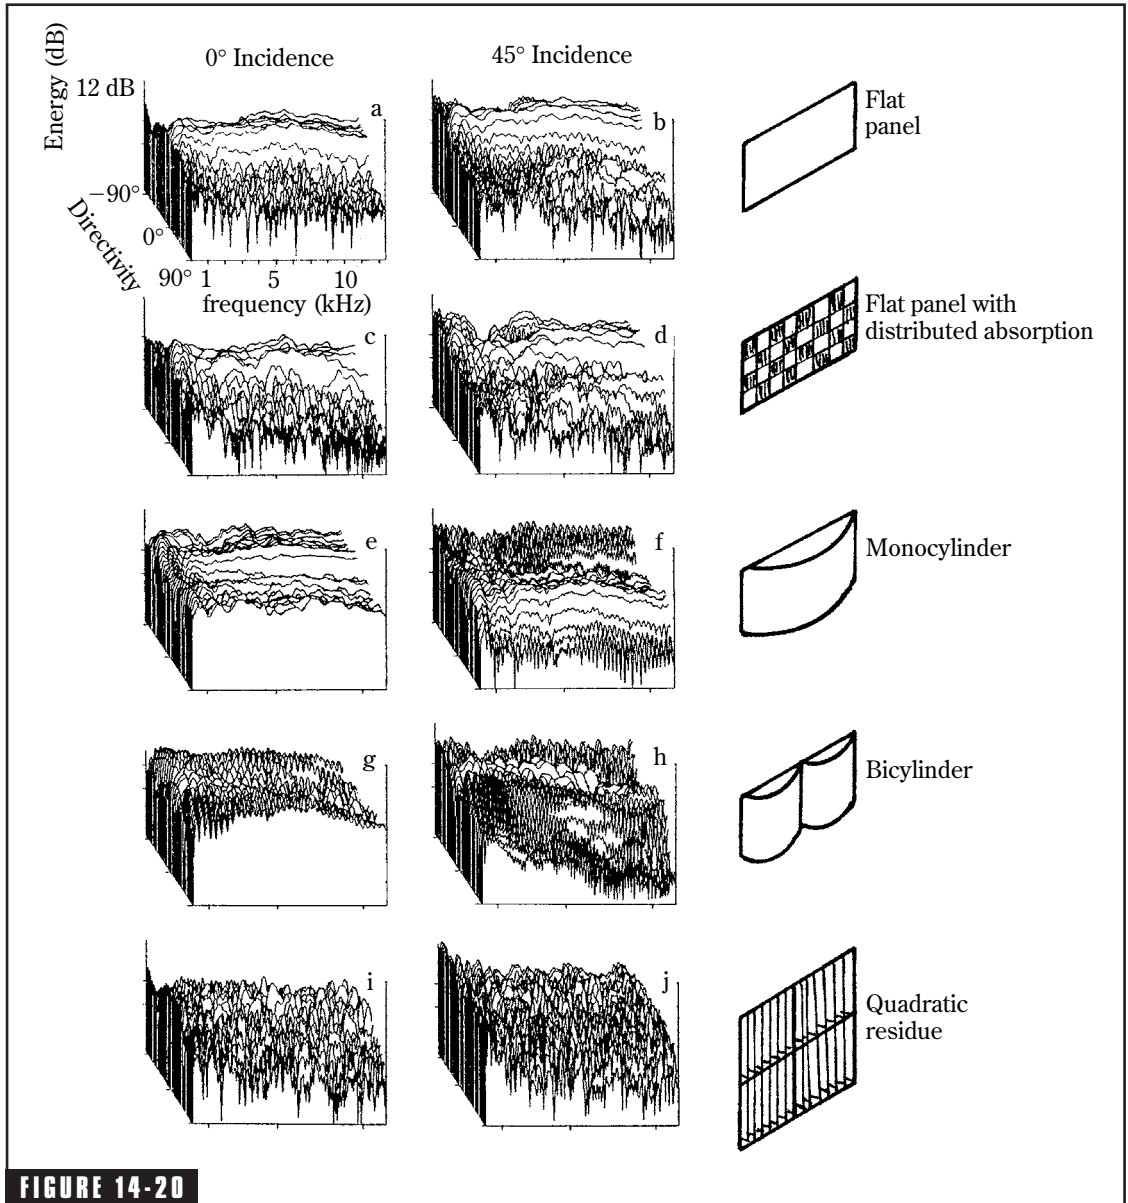 0° Incidence
45° Incidence
Energy (dB)
12 dB
a
b
Flat
panel
−90°
0°
90°
Directivity
1
5
10
frequency (kHz)
c
d
Flat panel with
distributed absorption
e
f
Monocylinder
g
h
Bicylinder
i
j
Quadratic
residue
FIGURE 14-20